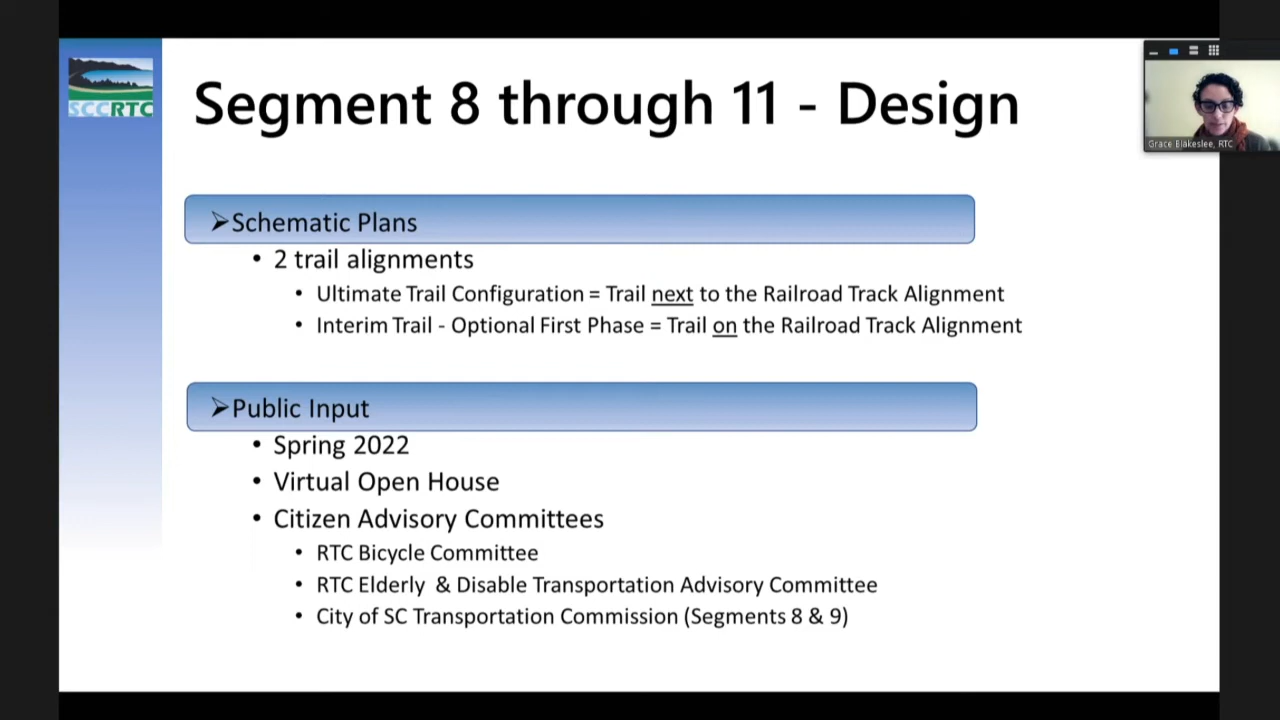 SCCRTC
Segment 8 through 11 - Design
Grace Blakeslee, RTC
➢Schematic Plans
• 2 trail alignments
• Ultimate Trail Configuration = Trail next to the Railroad Track Alignment
• Interim Trail - Optional First Phase = Trail on the Railroad Track Alignment
➢Public Input
• Spring 2022
• Virtual Open House
• Citizen Advisory Committees
• RTC Bicycle Committee
• RTC Elderly & Disable Transportation Advisory Committee
• City of SC Transportation Commission (Segments 8 & 9)